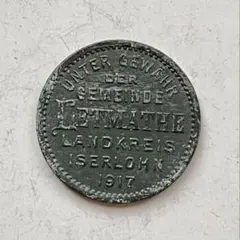 UNTER GEWÄHR
DER
GEMEINDE
LETMATHE
LANDKREIS
ISERLOHN
1917